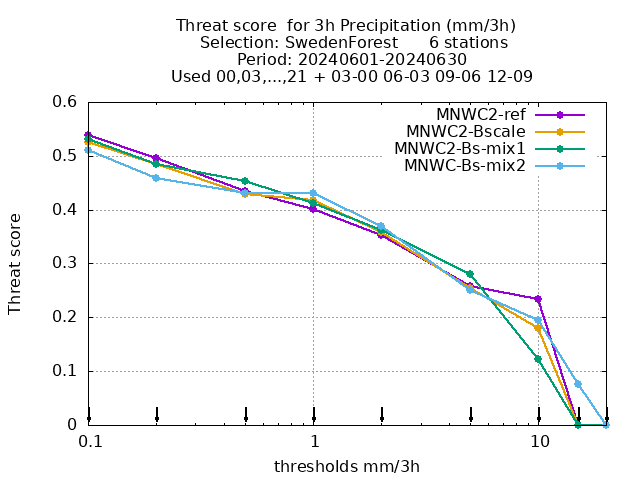 Threat score  for 3h Precipitation (mm/3h)
Selection: SwedenForest      6 stations
Period: 20240601-20240630
Used 00,03,...,21 + 03-00 06-03 09-06 12-09
MNWC2-ref
MNWC2-Bscale
MNWC2-Bs-mix1
MNWC-Bs-mix2
0.6
0.5
0.4
0.3
0.2
0.1
0
Threat score
0.1 1 10
thresholds mm/3h